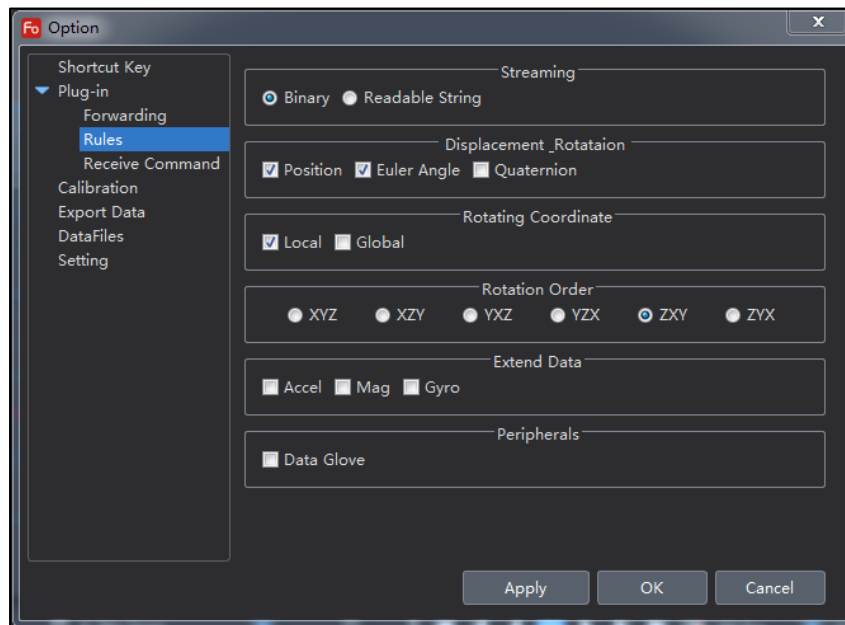 Fo Option
x
Shortcut Key
Plug-in
Forwarding
Rules
Receive Command
Calibration
Export Data
DataFiles
Setting
Streaming
Binary Readable String
Displacement _Rotataion
Position Euler Angle Quaternion
Rotating Coordinate
Local Global
Rotation Order
XYZ XZY YXZ YZX ZXY ZYX
Extend Data
Accel Mag Gyro
Peripherals
Data Glove
Apply OK Cancel